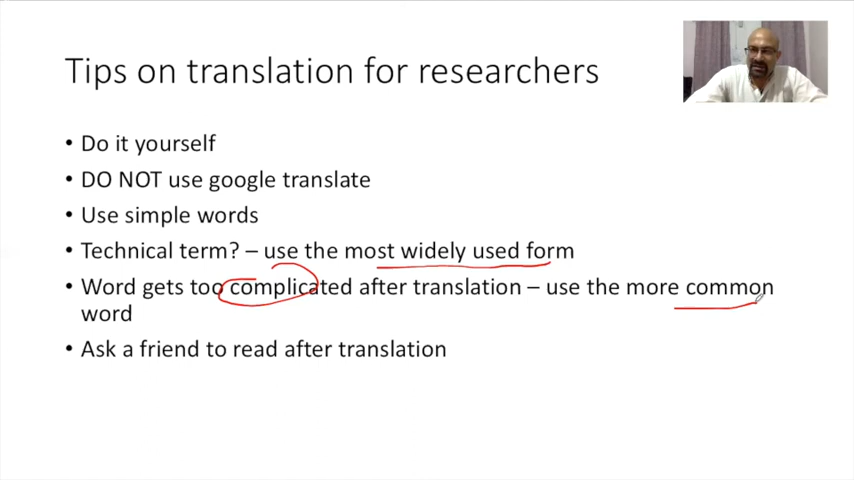 Tips on translation for researchers
• Do it yourself
• DO NOT use google translate
• Use simple words
• Technical term? – use the most widely used form
• Word gets too complicated after translation – use the more common
word
• Ask a friend to read after translation